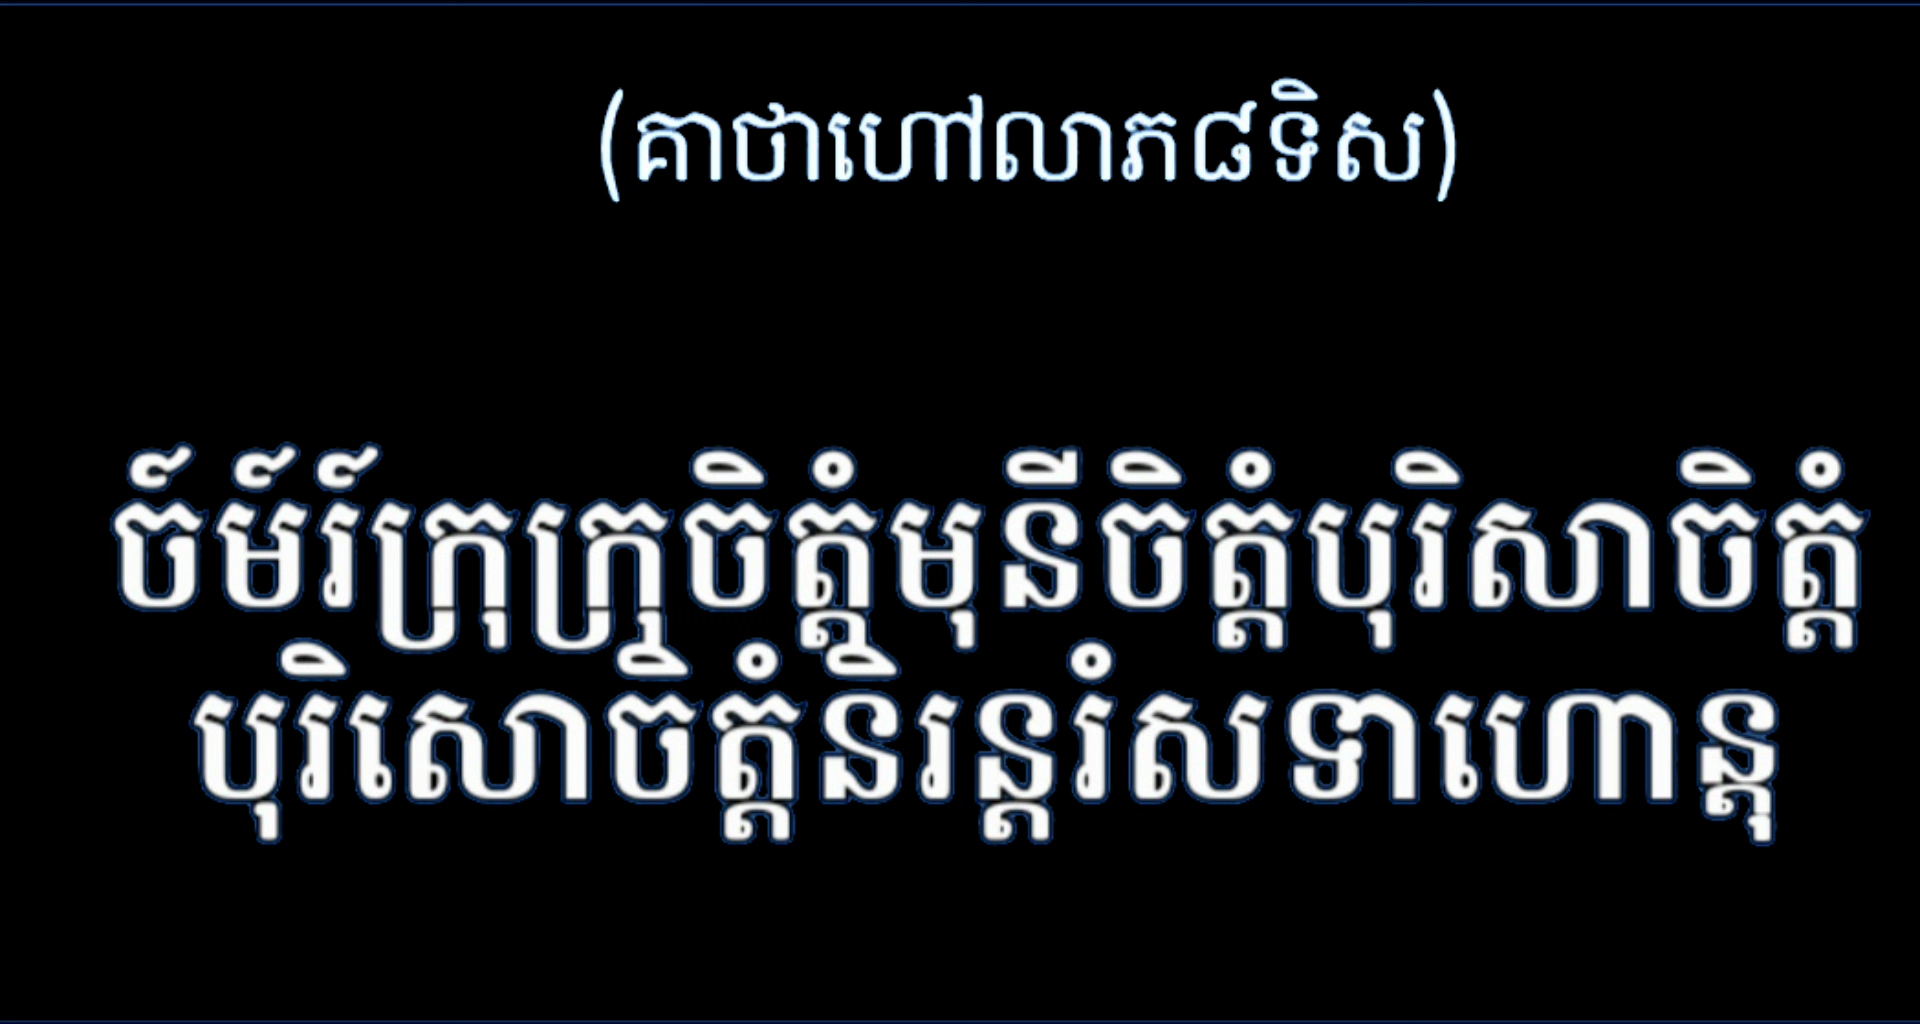 (គាថាហៅលាភ៨ទិស)
ច៍ម៍រ៍ក្រុក្រុចិត្តំមុនីចិត្តំបុរិសាចិត្តំ
បុរិសោចិត្តំនិរន្តរំសទាហោន្តុ